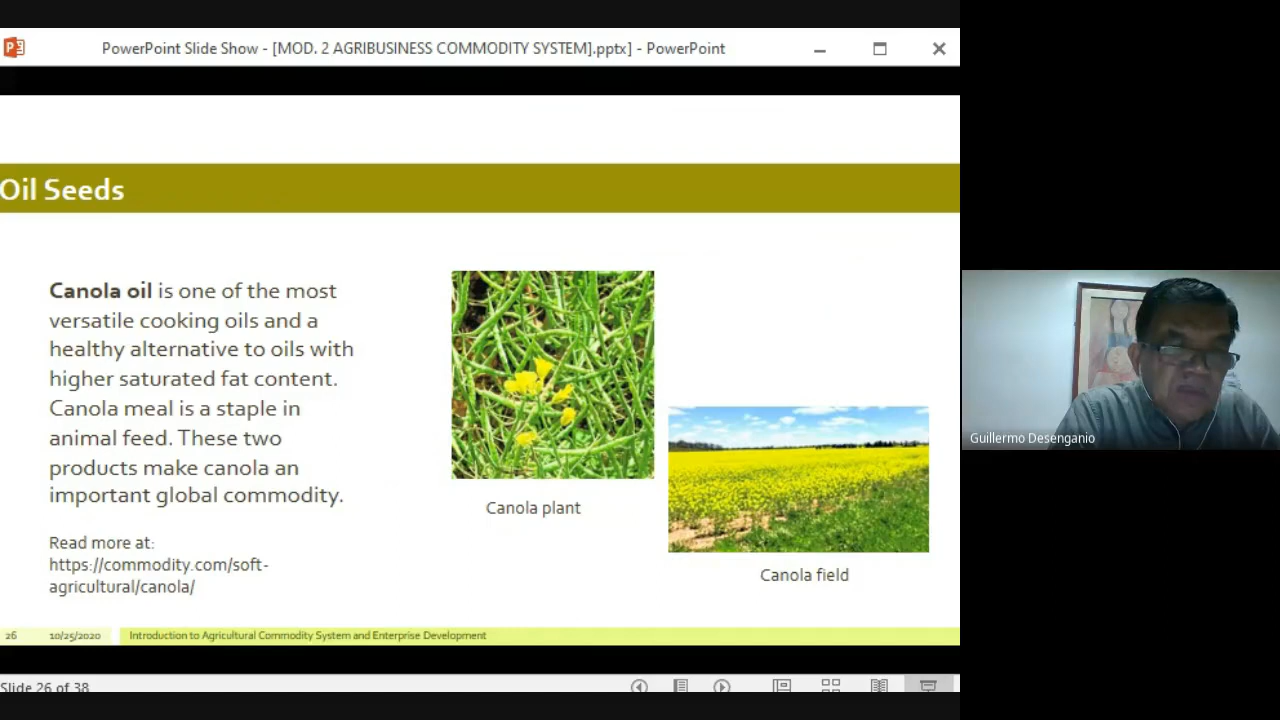 PowerPoint Slide Show - [MOD. 2 AGRIBUSINESS COMMODITY SYSTEM].pptx] - PowerPoint
Oil Seeds
Canola oil is one of the most
versatile cooking oils and a
healthy alternative to oils with
higher saturated fat content.
Canola meal is a staple in
animal feed. These two
products make canola an
important global commodity.
Read more at:
https://commodity.com/soft-
agricultural/canola/
Canola plant
Canola field
Guillermo Desenganio
26 10/25/2020 Introduction to Agricultural Commodity System and Enterprise Development
Slide 26 of 38